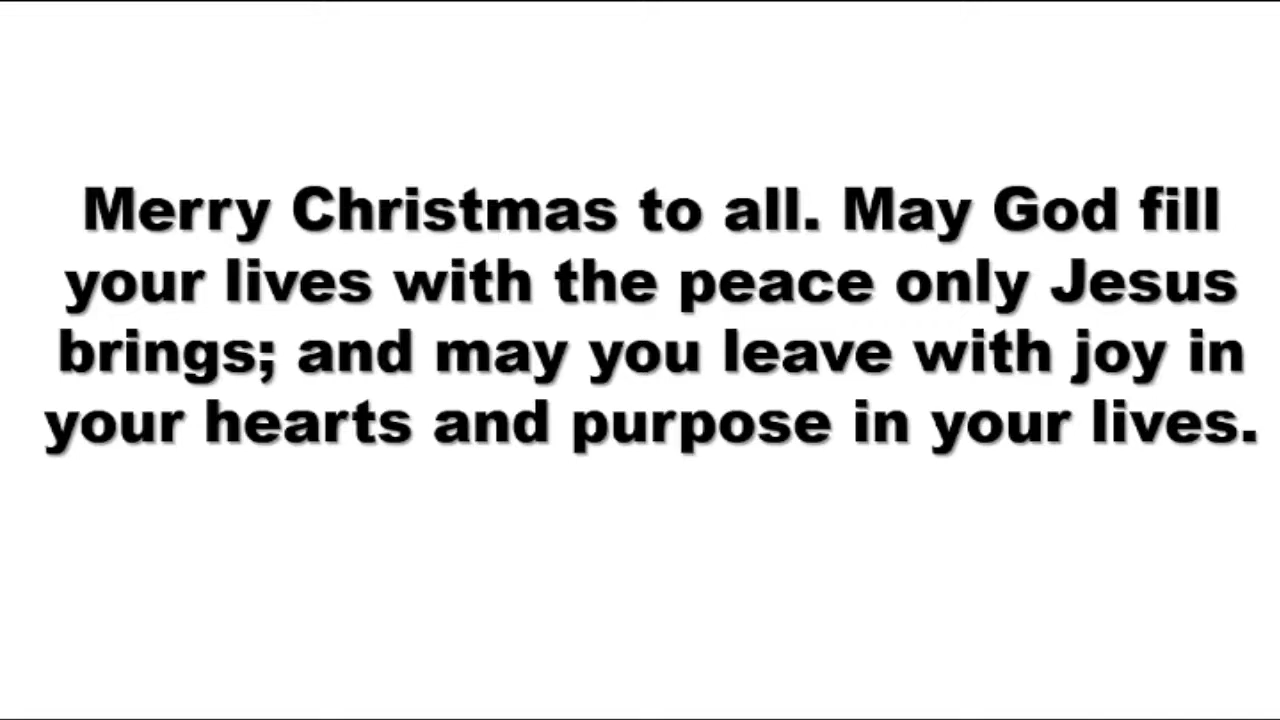 Merry Christmas to all. May God fill
your lives with the peace only Jesus
brings; and may you leave with joy in
your hearts and purpose in your lives.